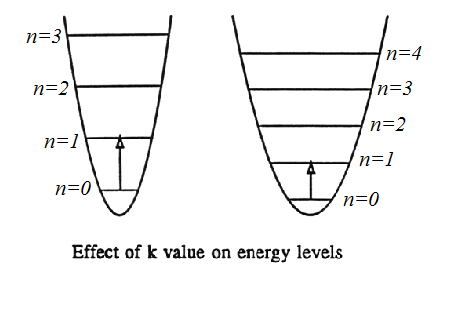 n=3
n=2
n=1
n=0
n=4
n=3
n=2
n=1
n=0
Effect of k value on energy levels